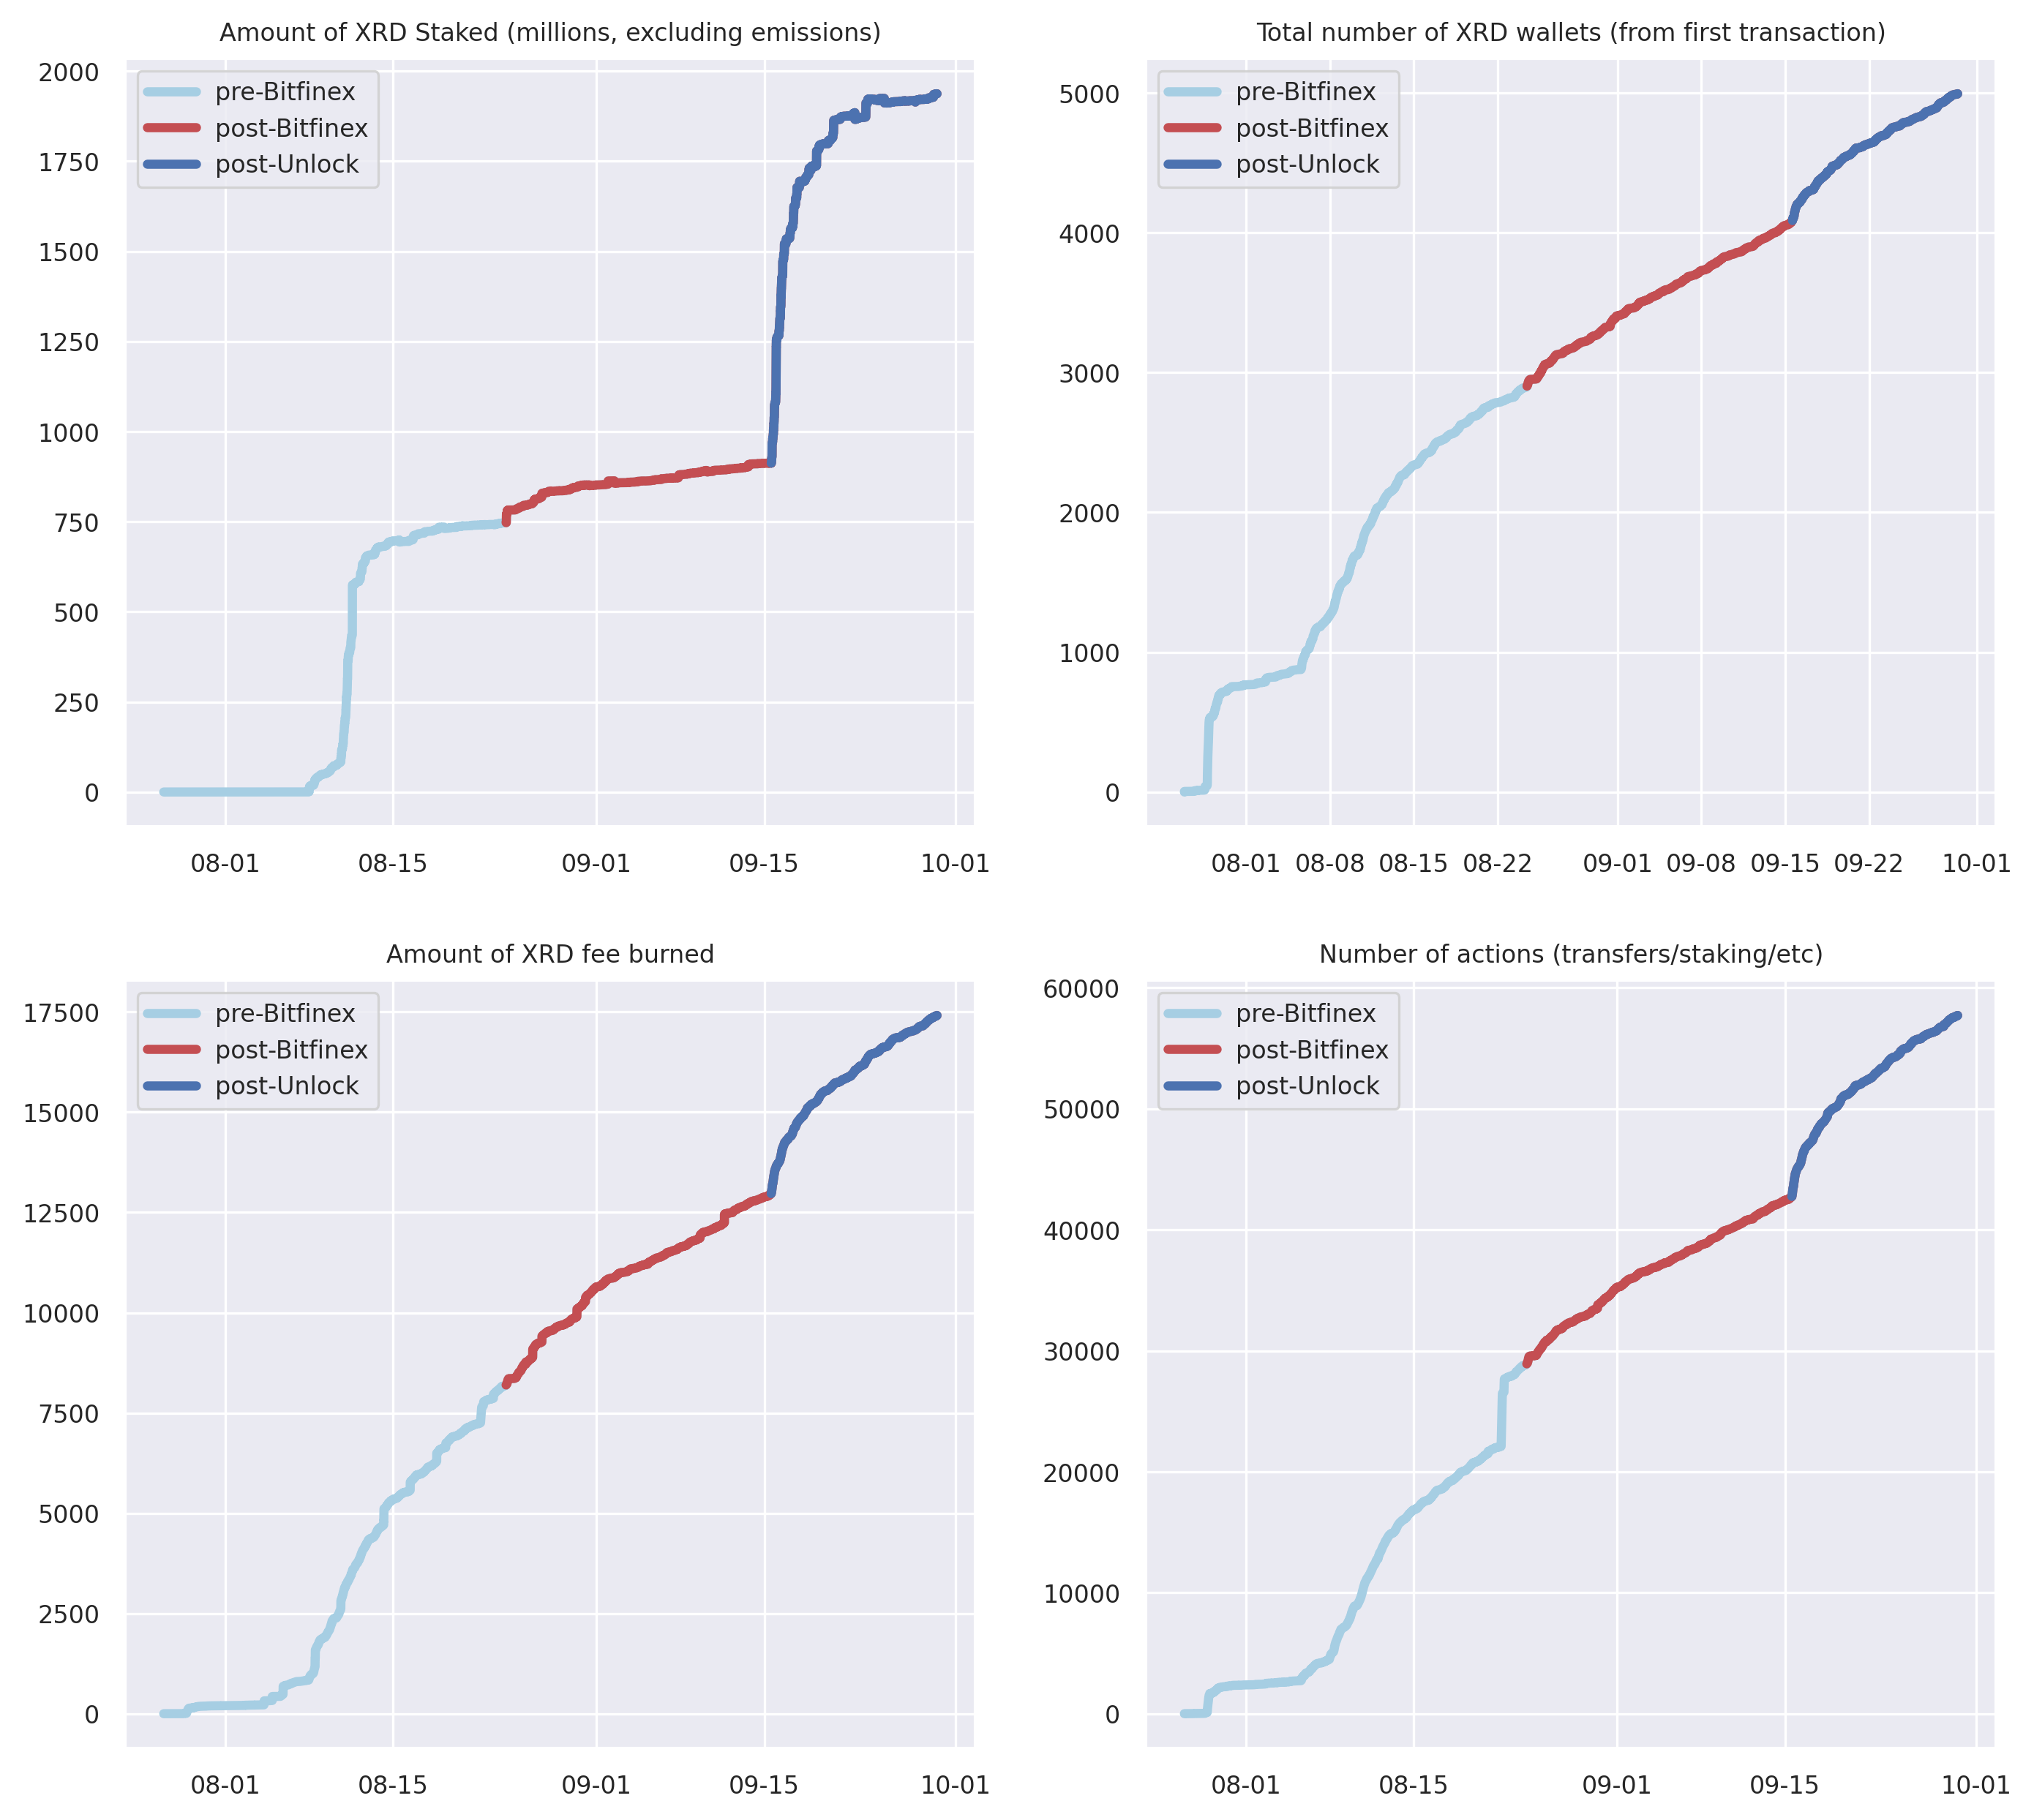 Amount of XRD Staked (millions, excluding emissions)
2000
1750
1500
1250
1000
750
500
250
0
pre-Bitfinex
post-Bitfinex
post-Unlock
08-01 08-15 09-01 09-15 10-01
Total number of XRD wallets (from first transaction)
5000
4000
3000
2000
1000
0
pre-Bitfinex
post-Bitfinex
post-Unlock
08-01 08-08 08-15 08-22 09-01 09-08 09-15 09-22 10-01
Amount of XRD fee burned
17500
15000
12500
10000
7500
5000
2500
0
pre-Bitfinex
post-Bitfinex
post-Unlock
08-01 08-15 09-01 09-15 10-01
Number of actions (transfers/staking/etc)
60000
50000
40000
30000
20000
10000
0
pre-Bitfinex
post-Bitfinex
post-Unlock
08-01 08-15 09-01 09-15 10-01